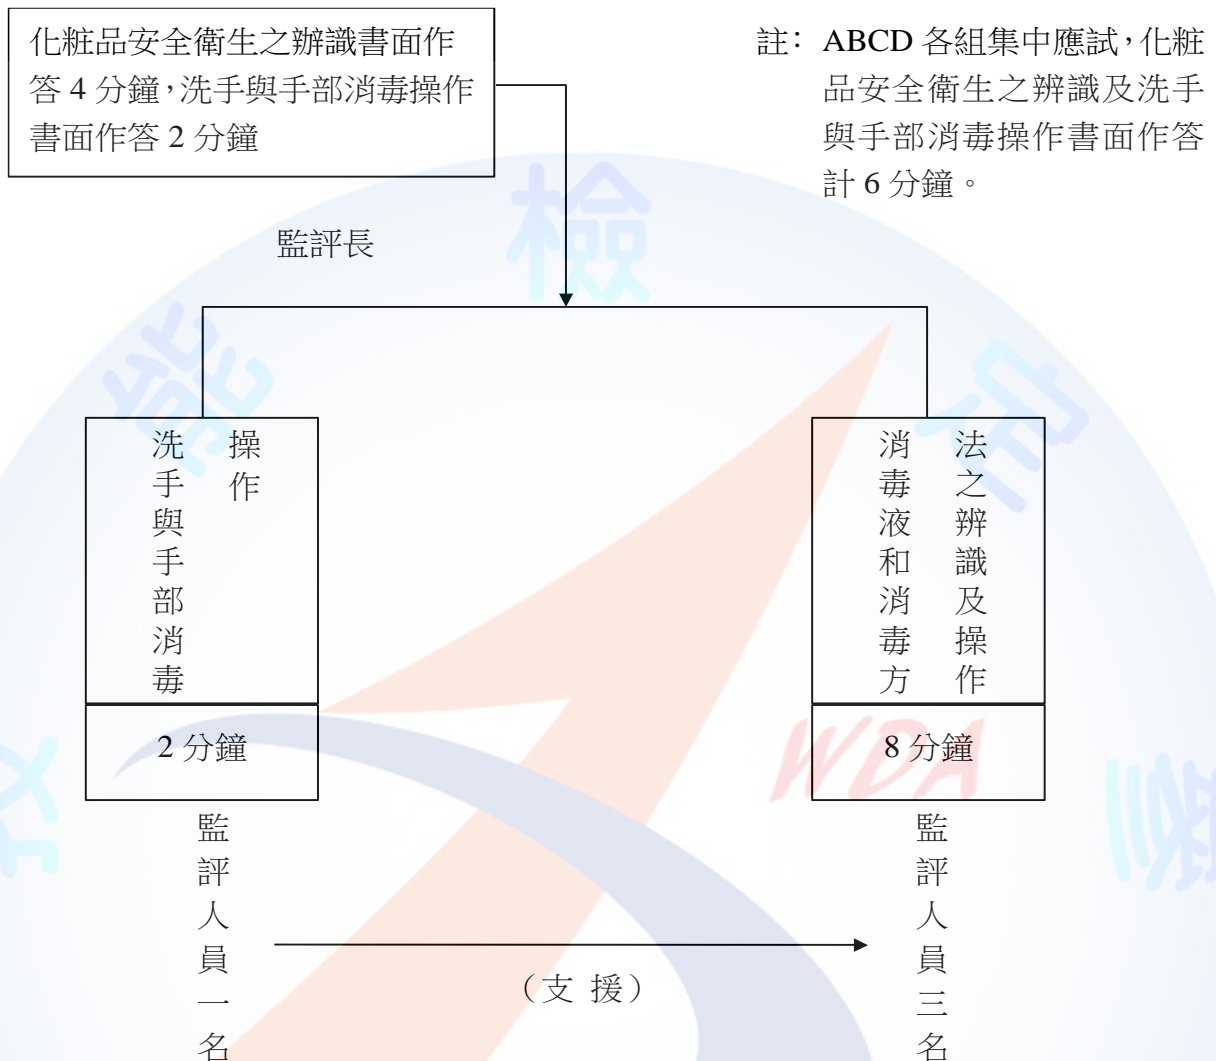 化粧品安全衛生之辦識書面作
答 4 分鐘，洗手與手部消毒操作
書面作答 2 分鐘
註： ABCD 各組集中應試，化粧
品安全衛生之辨識及洗手
與手部消毒操作書面作答
計 6 分鐘。
監評長
洗手與手部消毒
操作
2 分鐘
監評人員一名
消毒液和消毒方
法之辨識及操作
8 分鐘
監評人員三名
（支 援）
檢
能
定
技
WDA